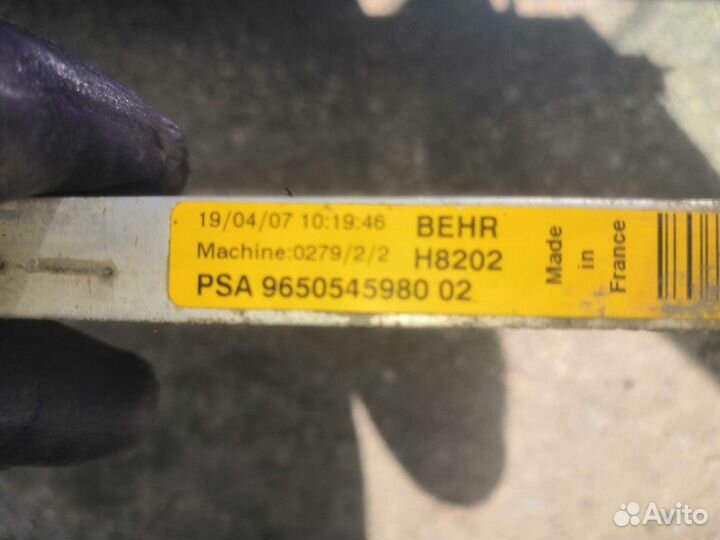 19/04/07 10:19:46 BEHR
Machine:0279/2/2 H8202
PSA 9650545980 02
Made
in
France
Avito